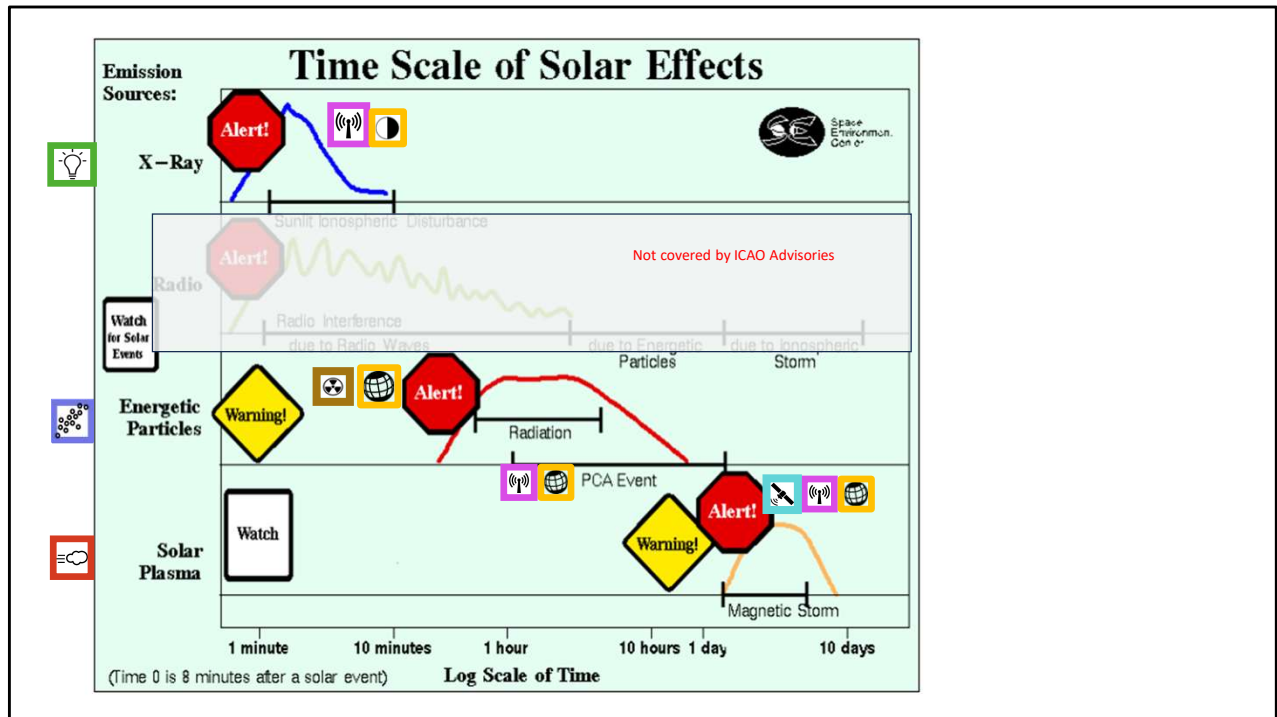 Time Scale of Solar Effects
Emission
Sources:
Alert!
Space
Environment
Center
X-Ray
Sunlit Ionospheric Disturbance
Alert!
Not covered by ICAO Advisories
Radio
Watch
for Solar
Events
Radio Interference
due to Radio Waves
due to Energetic
Particles
due to Ionospheric
Storm
Energetic
Particles
Warning!
Alert!
Radiation
PCA Event
Solar
Plasma
Watch
Warning!
Alert!
Magnetic Storm
1 minute
10 minutes
1 hour
10 hours
1 day
10 days
(Time 0 is 8 minutes after a solar event)
Log Scale of Time